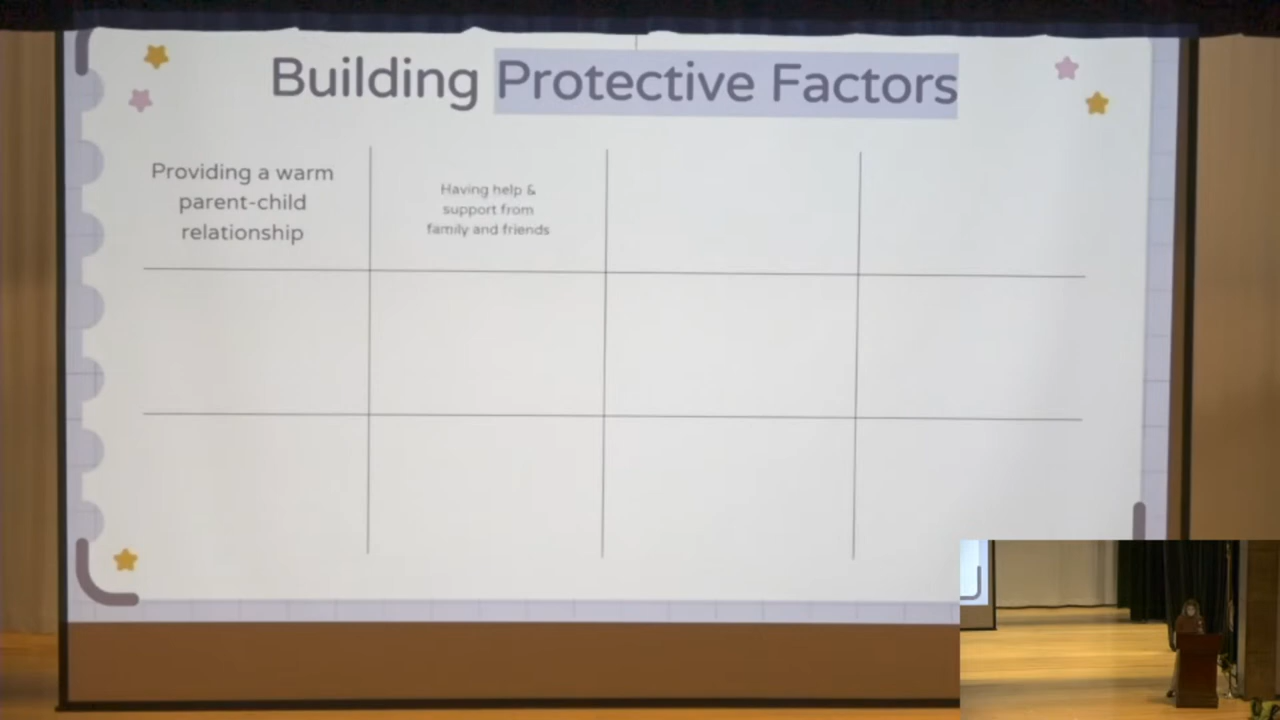 Building Protective Factors
Providing a warm
parent-child
relationship
Having help &
support from
family and friends